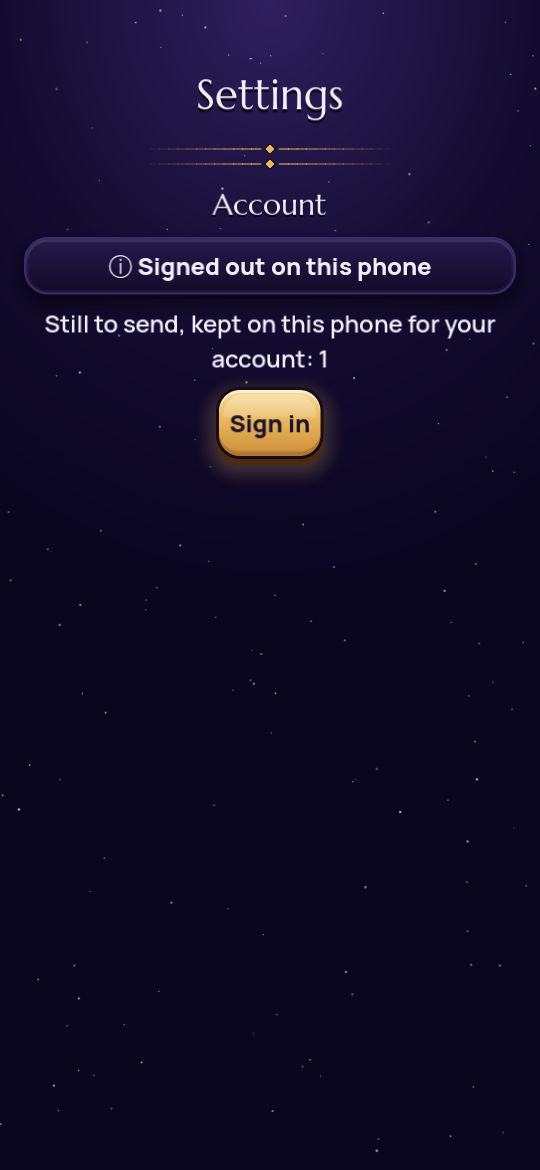 Settings
Account
ⓘ Signed out on this phone
Still to send, kept on this phone for your
account: 1
Sign in